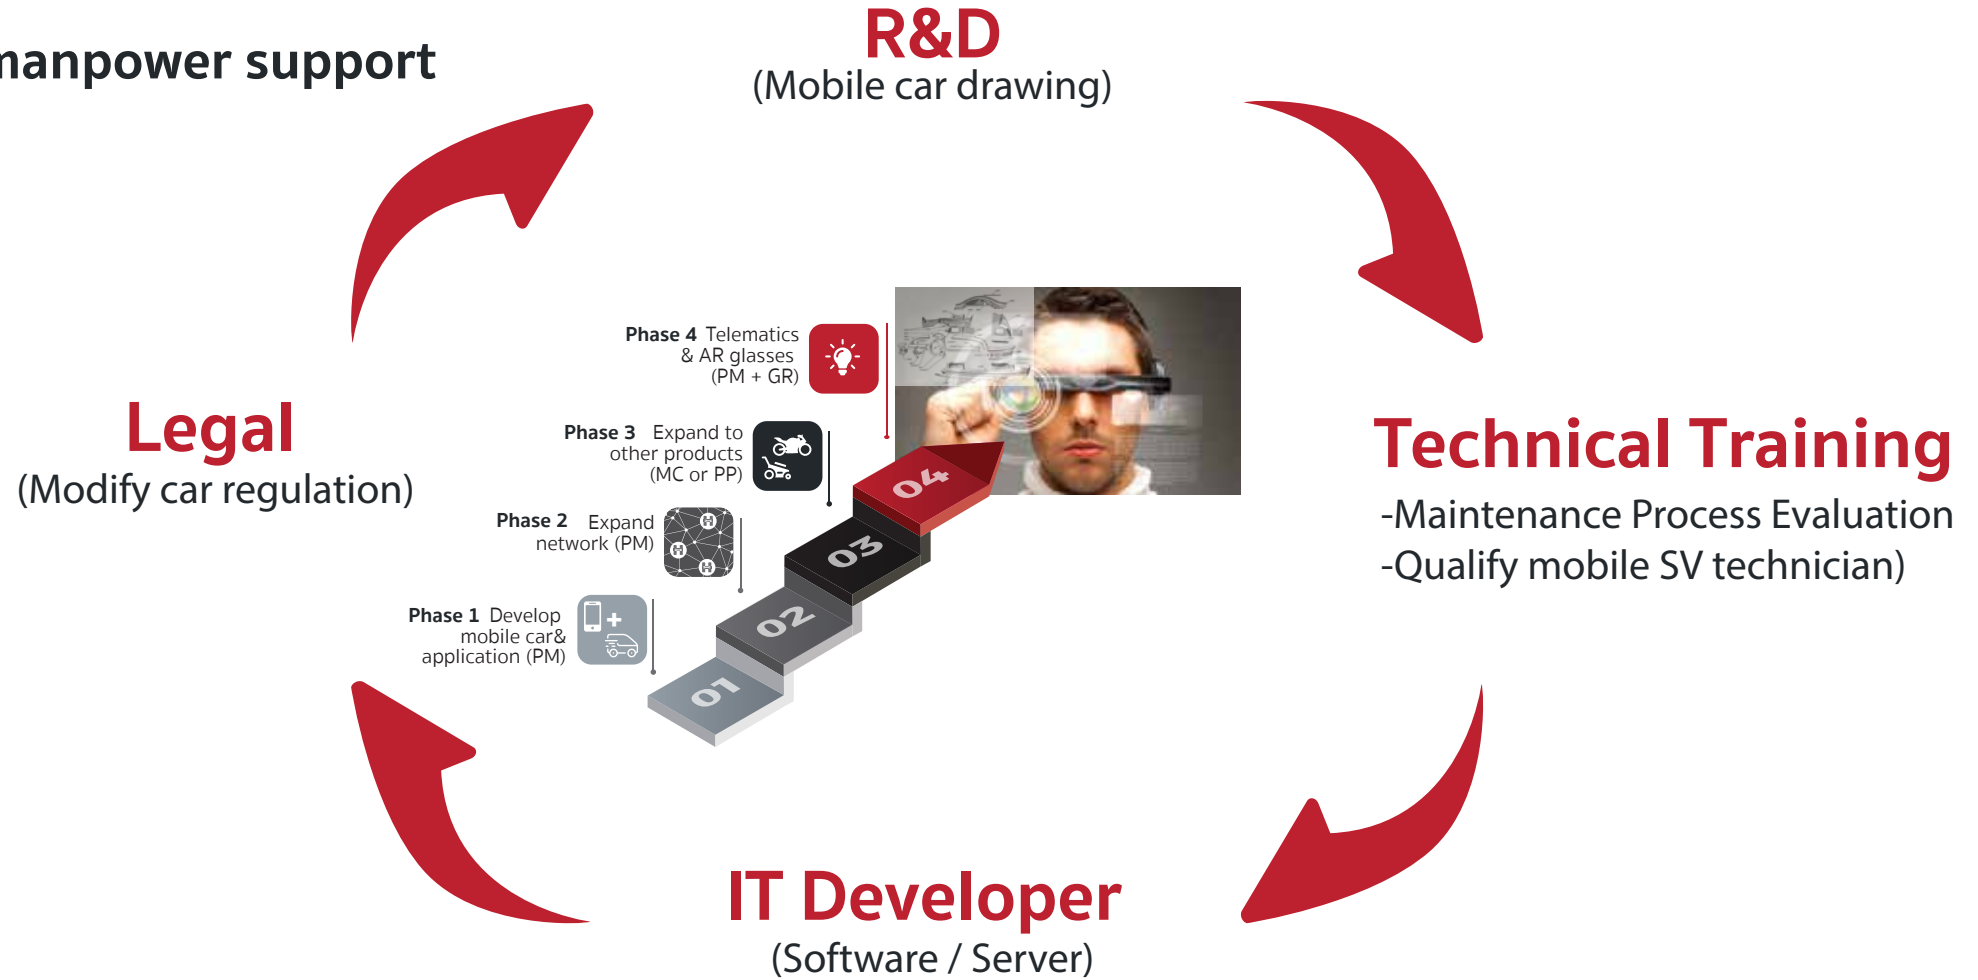 manpower support
R&D
(Mobile car drawing)
Phase 4 Telematics
& AR glasses
(PM + GR)
Phase 3 Expand to
other products
(MC or PP)
Phase 2 Expand
network (PM)
Phase 1 Develop
mobile car&
application (PM)
04
03
02
01
Legal
(Modify car regulation)
Technical Training
-Maintenance Process Evaluation
-Qualify mobile SV technician)
IT Developer
(Software / Server)